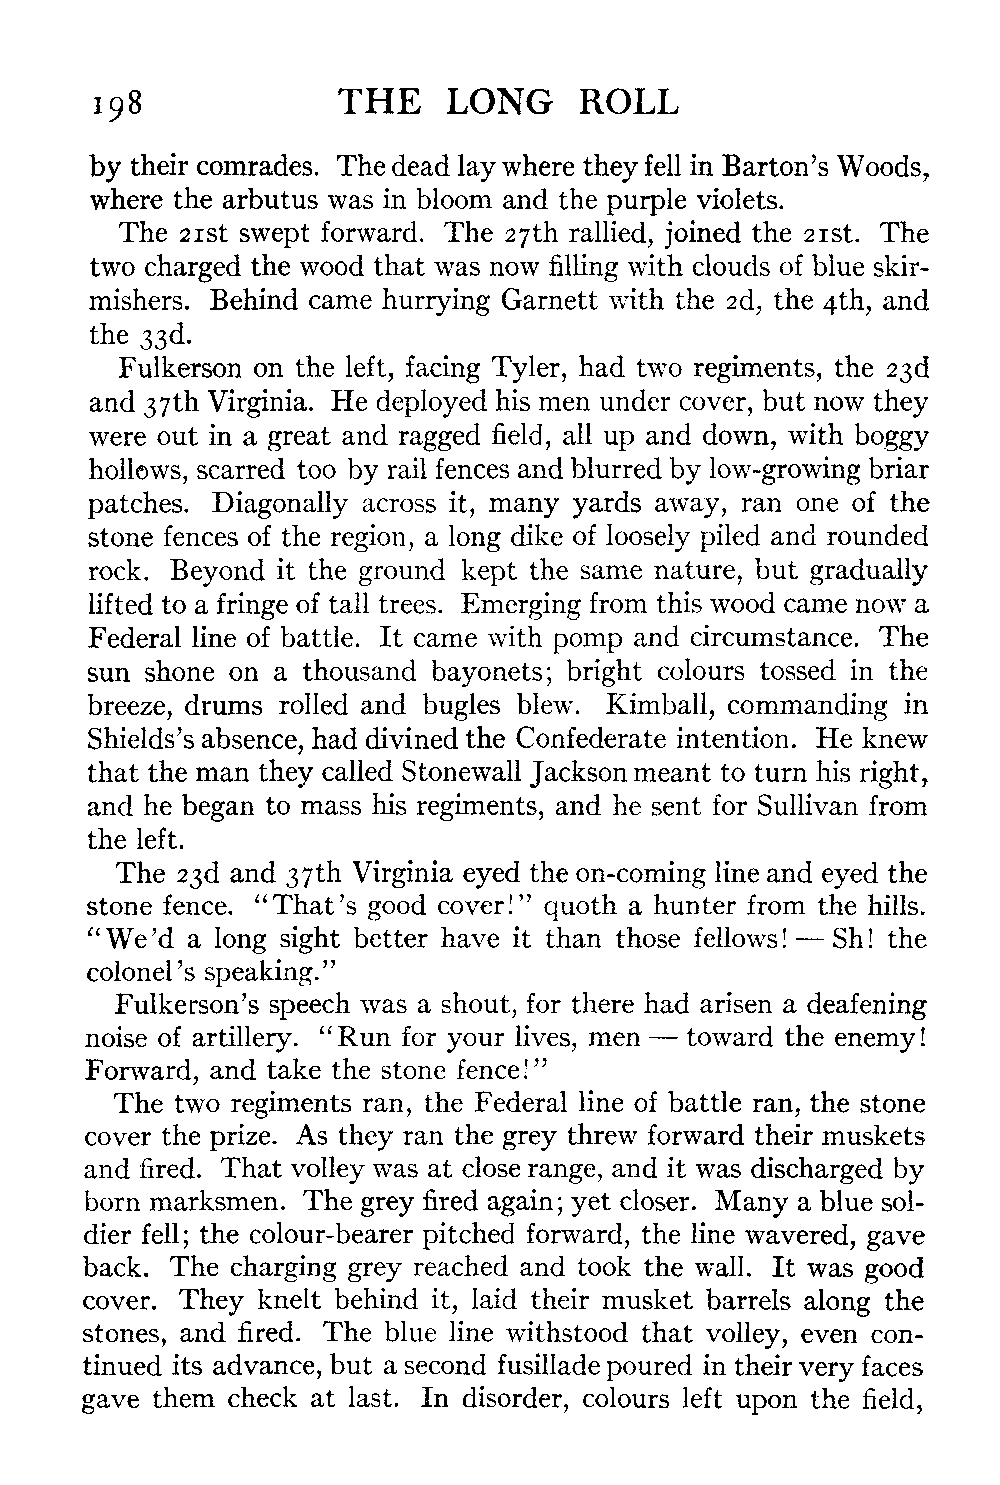 198 THE LONG ROLL
by their comrades. The dead lay where they fell in Barton's Woods,
where the arbutus was in bloom and the purple violets.
The 21st swept forward. The 27th rallied, joined the 21st. The
two charged the wood that was now filling with clouds of blue skir-
mishers. Behind came hurrying Garnett with the 2d, the 4th, and
the 33d.
Fulkerson on the left, facing Tyler, had two regiments, the 23d
and 37th Virginia. He deployed his men under cover, but now they
were out in a great and ragged field, all up and down, with boggy
hollows, scarred too by rail fences and blurred by low-growing briar
patches. Diagonally across it, many yards away, ran one of the
stone fences of the region, a long dike of loosely piled and rounded
rock. Beyond it the ground kept the same nature, but gradually
lifted to a fringe of tall trees. Emerging from this wood came now a
Federal line of battle. It came with pomp and circumstance. The
sun shone on a thousand bayonets; bright colours tossed in the
breeze, drums rolled and bugles blew. Kimball, commanding in
Shields's absence, had divined the Confederate intention. He knew
that the man they called Stonewall Jackson meant to turn his right,
and he began to mass his regiments, and he sent for Sullivan from
the left.
The 23d and 37th Virginia eyed the on-coming line and eyed the
stone fence. "That's good cover!" quoth a hunter from the hills.
"We'd a long sight better have it than those fellows! — Sh! the
colonel's speaking."
Fulkerson's speech was a shout, for there had arisen a deafening
noise of artillery. "Run for your lives, men — toward the enemy!
Forward, and take the stone fence!"
The two regiments ran, the Federal line of battle ran, the stone
cover the prize. As they ran the grey threw forward their muskets
and fired. That volley was at close range, and it was discharged by
born marksmen. The grey fired again; yet closer. Many a blue sol-
dier fell; the colour-bearer pitched forward, the line wavered, gave
back. The charging grey reached and took the wall. It was good
cover. They knelt behind it, laid their musket barrels along the
stones, and fired. The blue line withstood that volley, even con-
tinued its advance, but a second fusillade poured in their very faces
gave them check at last. In disorder, colours left upon the field,